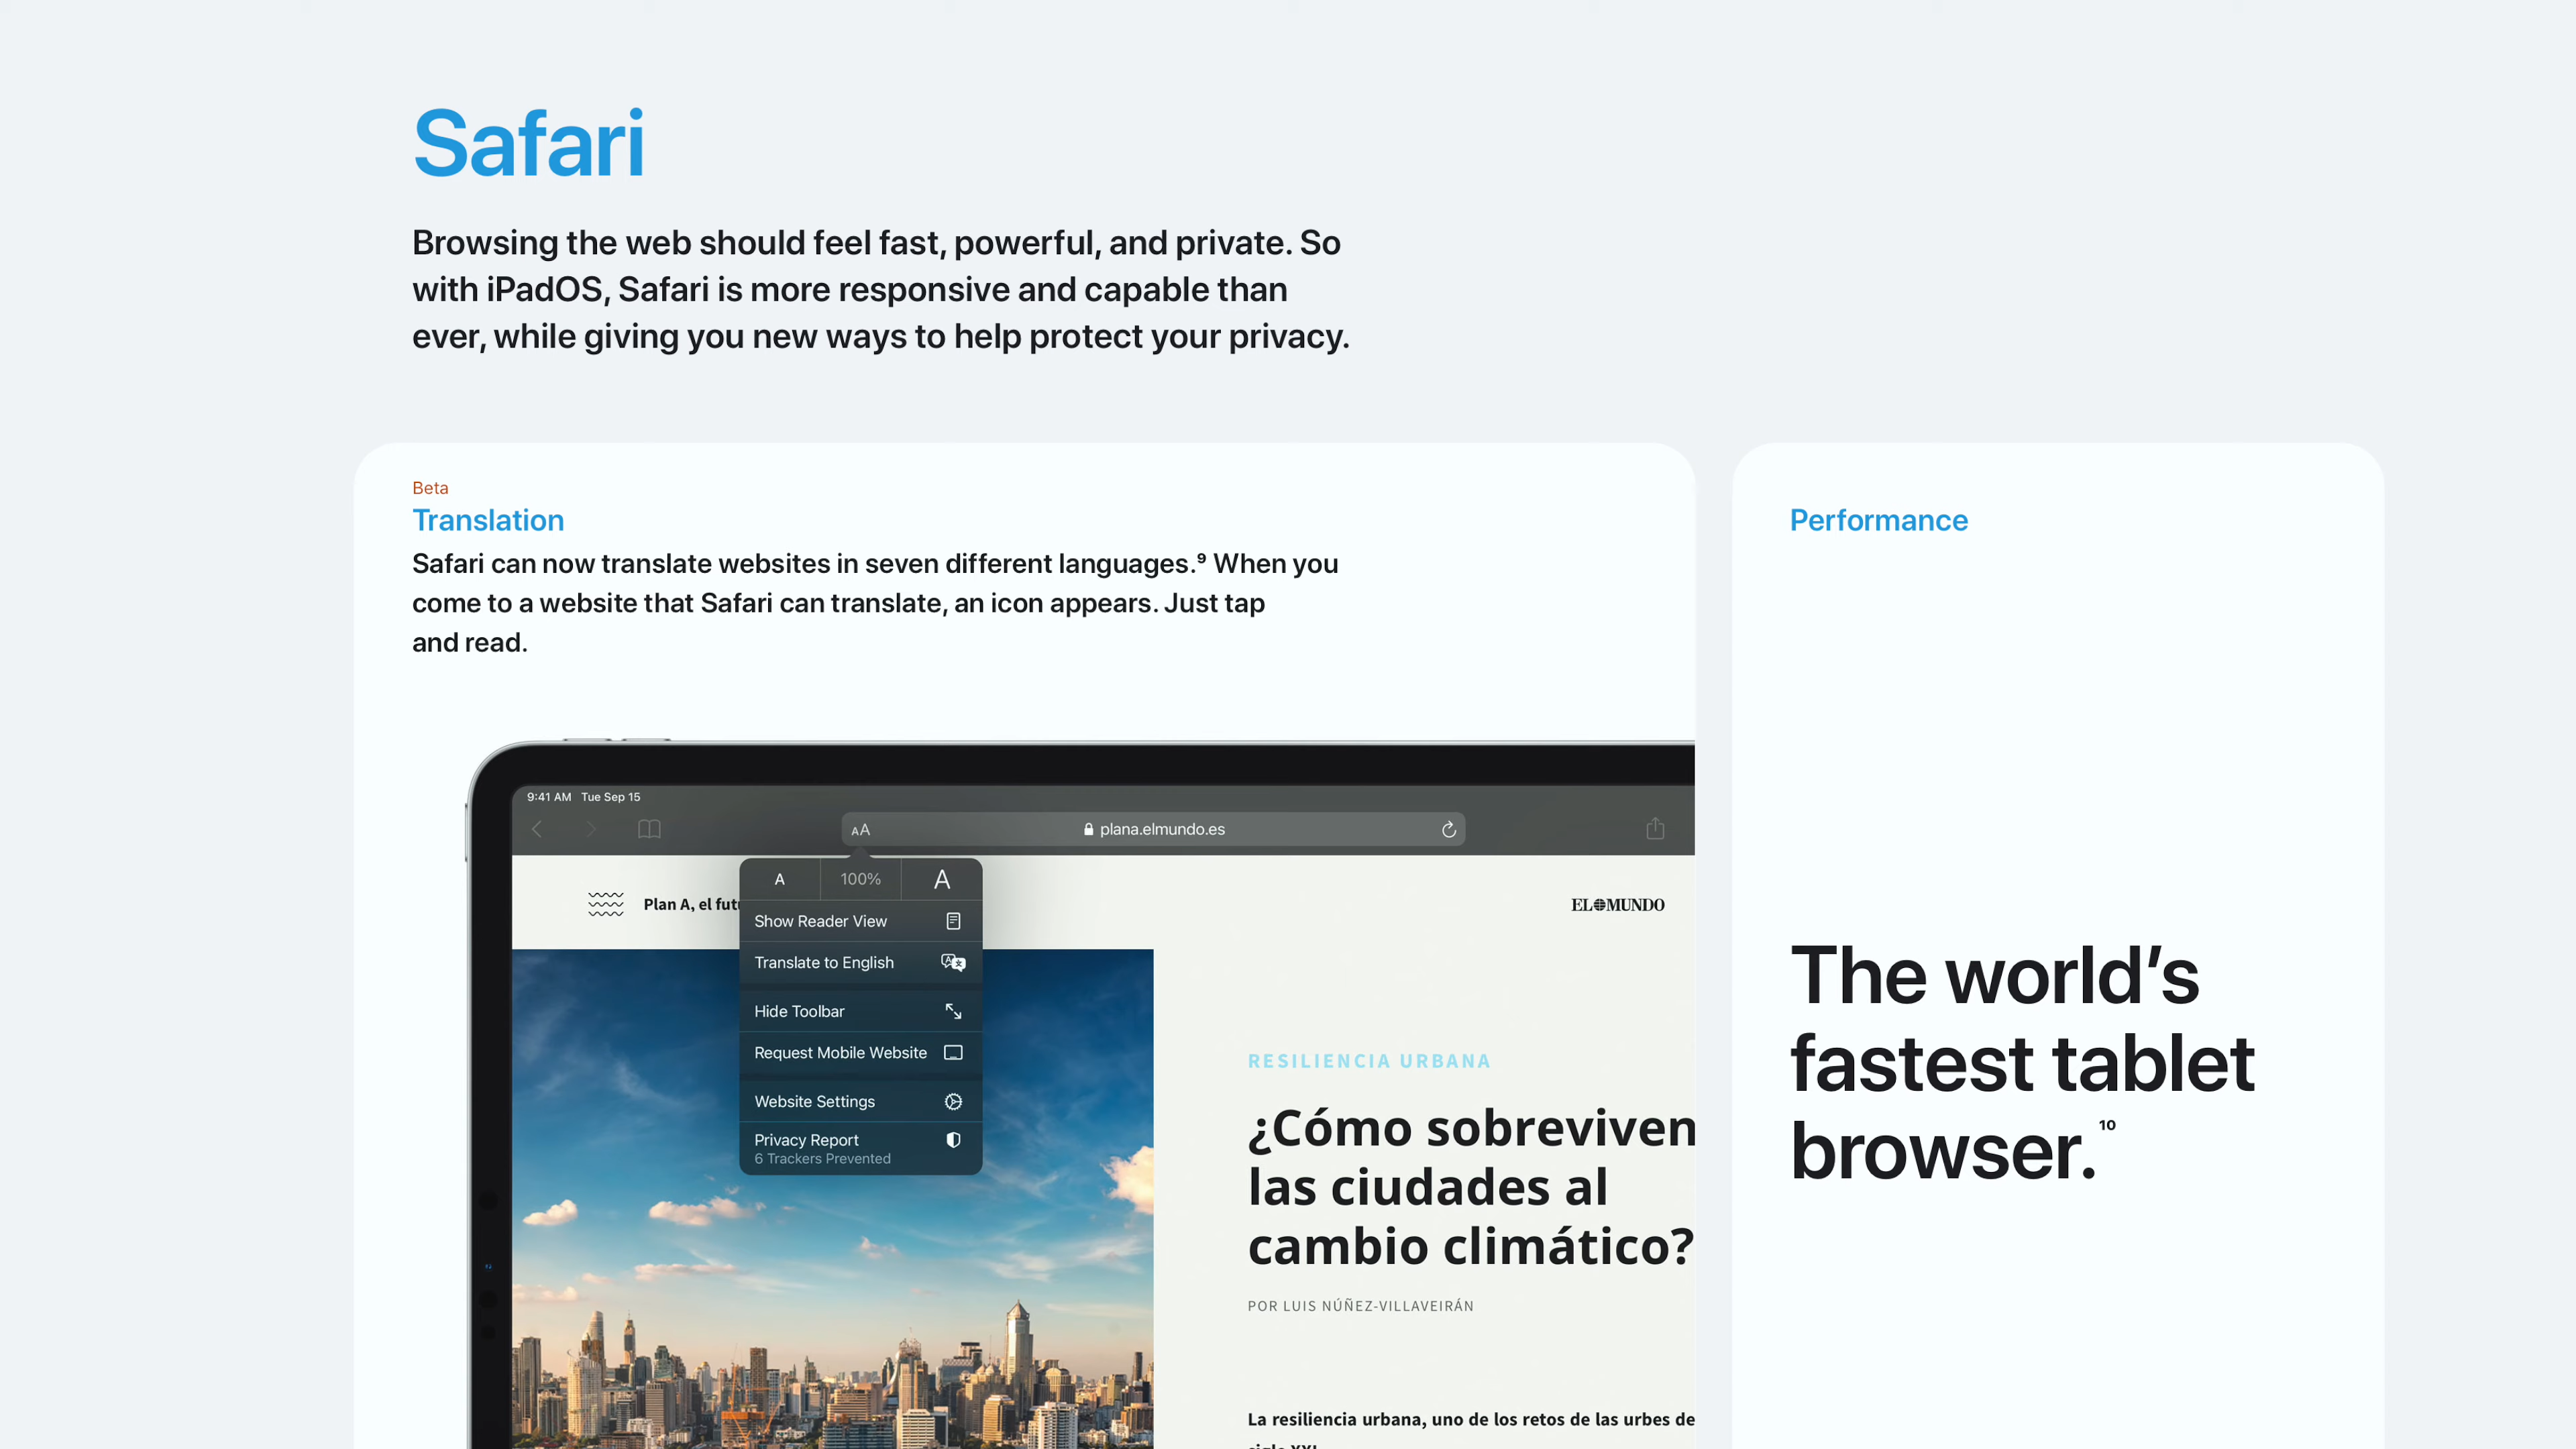 Safari
Browsing the web should feel fast, powerful, and private. So
with iPadOS, Safari is more responsive and capable than
ever, while giving you new ways to help protect your privacy.
Beta
Translation
Safari can now translate websites in seven different languages.⁹ When you
come to a website that Safari can translate, an icon appears. Just tap
and read.
9:41 AM Tue Sep 15
AA
plana.elmundo.es
A 100% A
Show Reader View
Translate to English
Hide Toolbar
Request Mobile Website
Website Settings
Privacy Report
6 Trackers Prevented
Plan A, el
EL MUNDO
RESILIENCIA URBANA
¿Cómo sobreviven
las ciudades al
cambio climático?
POR LUIS NÚÑEZ-VILLAVEIRÁN
La resiliencia urbana, uno de los retos de las urbes de
Performance
The world's
fastest tablet
browser.¹⁰